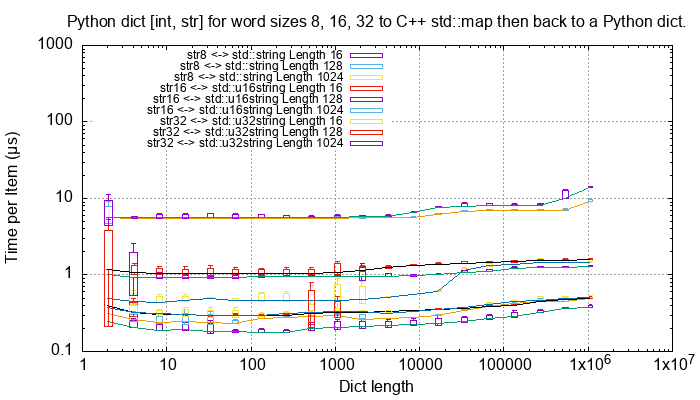 Python dict [int, str] for word sizes 8, 16, 32 to C++ std::map then back to a Python dict.
1000
100
10
1
0.1
Time per Item (µs)
str8 <-> std::string Length 16
str8 <-> std::string Length 128
str8 <-> std::string Length 1024
str16 <-> std::u16string Length 16
str16 <-> std::u16string Length 128
str16 <-> std::u16string Length 1024
str32 <-> std::u32string Length 16
str32 <-> std::u32string Length 128
str32 <-> std::u32string Length 1024
1 10 100 1000 10000 100000 1x10^6 1x10^7
Dict length